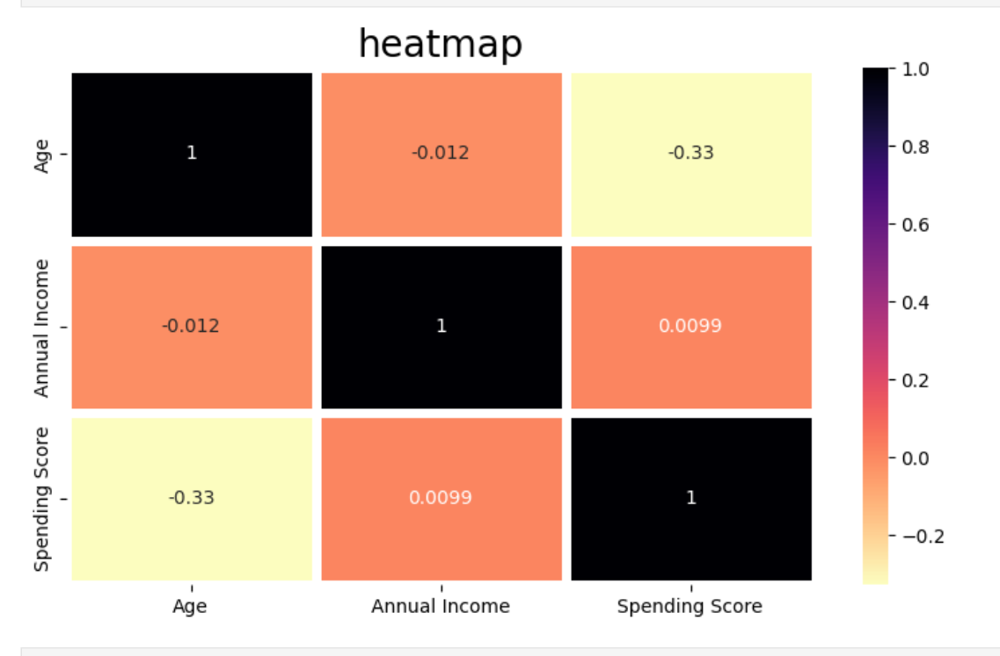 heatmap
Age
1
-0.012
-0.33
Annual Income
-0.012
1
0.0099
Spending Score
-0.33
0.0099
1
Age
Annual Income
Spending Score
1.0
0.8
0.6
0.4
0.2
0.0
−0.2